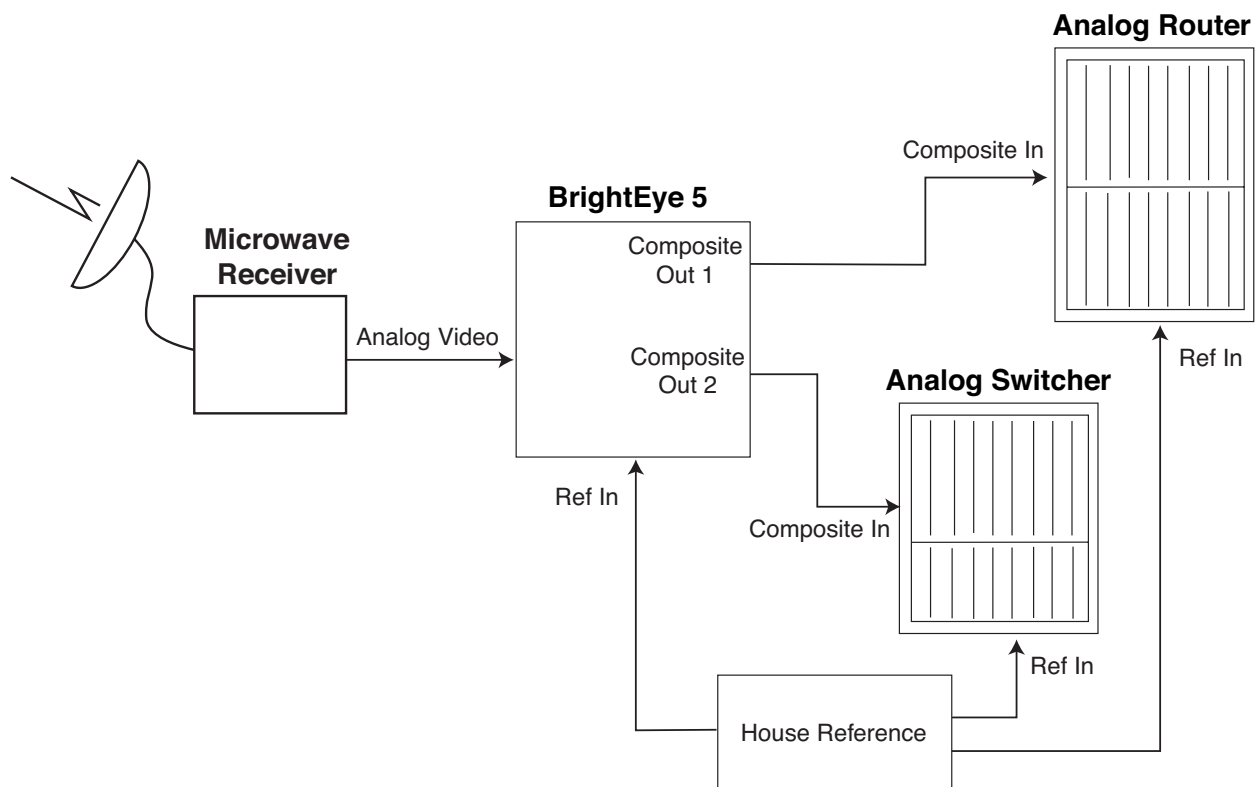 Analog Router
Composite In
BrightEye 5
Microwave
Receiver
Composite
Out 1
Analog Video
Composite
Out 2
Ref In
Analog Switcher
Ref In
Composite In
Ref In
House Reference